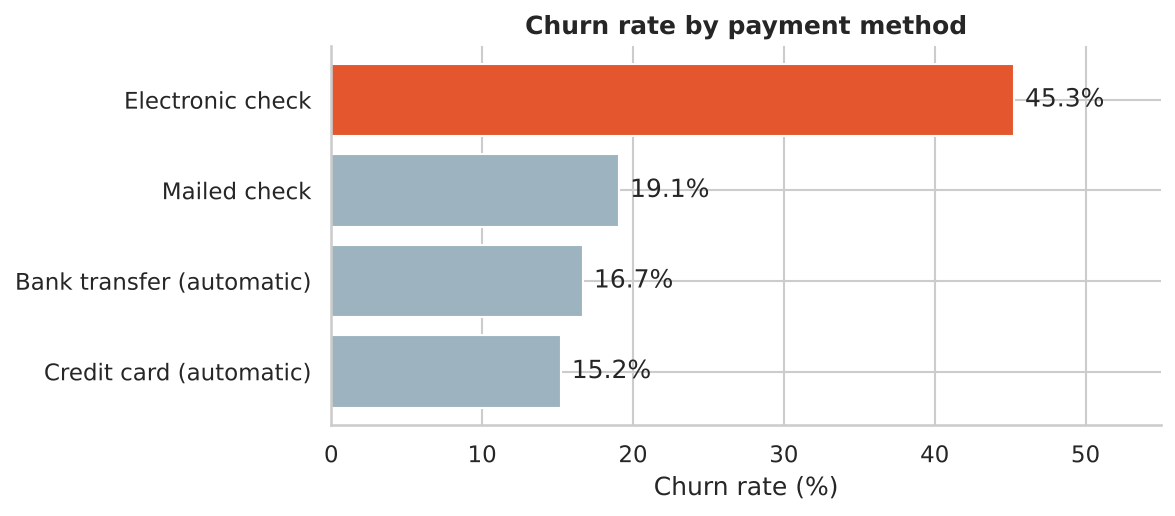 Churn rate by payment method
Electronic check 45.3%
Mailed check 19.1%
Bank transfer (automatic) 16.7%
Credit card (automatic) 15.2%
0 10 20 30 40 50
Churn rate (%)